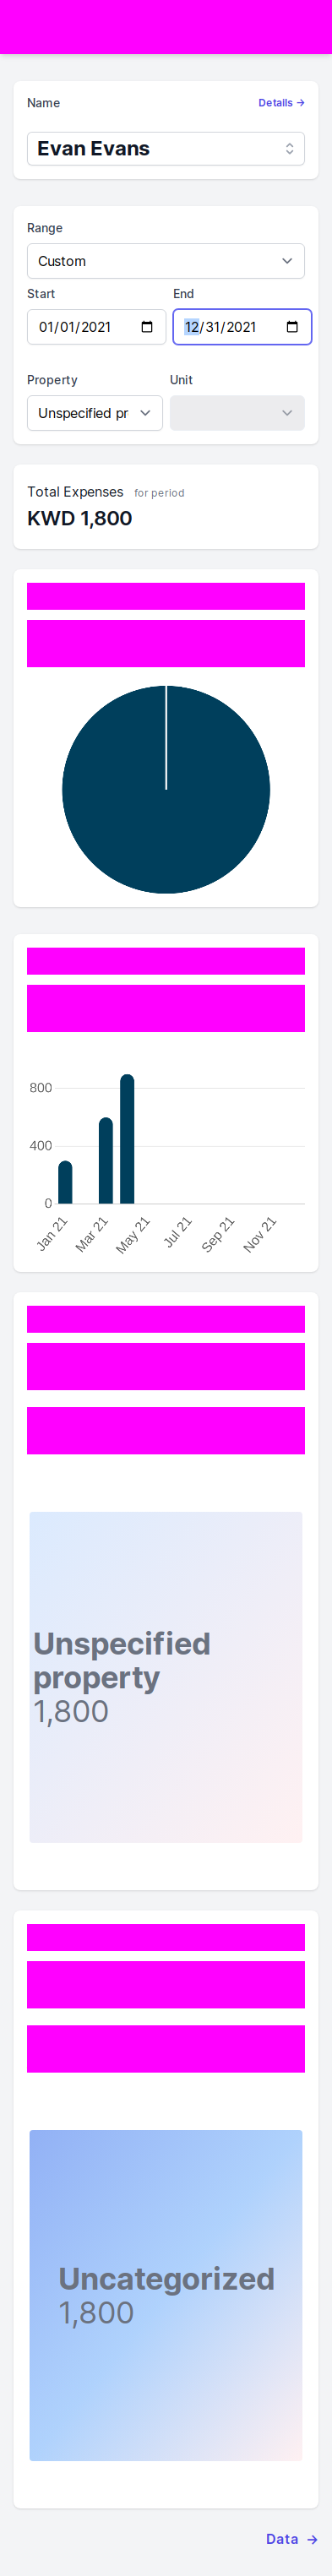 Name
Details →
Evan Evans
Range
Custom
Start
End
01/01/2021
12/31/2021
Property
Unit
Unspecified pr
Total Expenses for period
KWD 1,800
800
400
0
Jan 21
Mar 21
May 21
Jul 21
Sep 21
Nov 21
Unspecified
property
1,800
Uncategorized
1,800
Data →